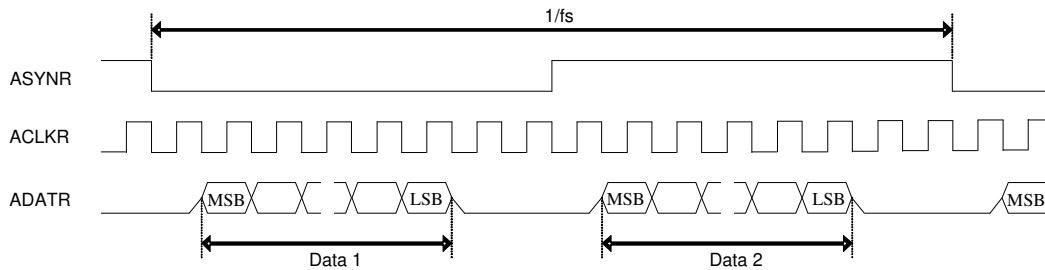 1/fs
ASYNR
ACLKR
ADATR
MSB LSB MSB LSB MSB
Data 1 Data 2